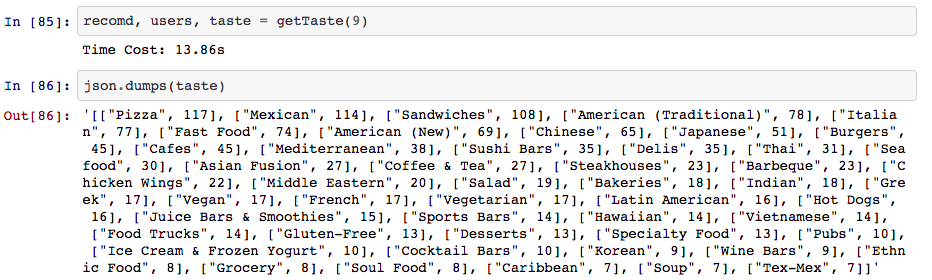 In [85]: recomd, users, taste = getTaste(9)
Time Cost: 13.86s
In [86]: json.dumps(taste)
Out[86]: '[["Pizza", 117], ["Mexican", 114], ["Sandwiches", 108], ["American (Traditional)", 78], ["Italia
n", 77], ["Fast Food", 74], ["American (New)", 69], ["Chinese", 65], ["Japanese", 51], ["Burgers",
45], ["Cafes", 45], ["Mediterranean", 38], ["Sushi Bars", 35], ["Delis", 35], ["Thai", 31], ["Sea
food", 30], ["Asian Fusion", 27], ["Coffee & Tea", 27], ["Steakhouses", 23], ["Barbeque", 23], ["C
hicken Wings", 22], ["Middle Eastern", 20], ["Salad", 19], ["Bakeries", 18], ["Indian", 18], ["Gre
ek", 17], ["Vegan", 17], ["French", 17], ["Vegetarian", 17], ["Latin American", 16], ["Hot Dogs",
16], ["Juice Bars & Smoothies", 15], ["Sports Bars", 14], ["Hawaiian", 14], ["Vietnamese", 14],
["Food Trucks", 14], ["Gluten-Free", 13], ["Desserts", 13], ["Specialty Food", 13], ["Pubs", 10],
["Ice Cream & Frozen Yogurt", 10], ["Cocktail Bars", 10], ["Korean", 9], ["Wine Bars", 9], ["Ethn
ic Food", 8], ["Grocery", 8], ["Soul Food", 8], ["Caribbean", 7], ["Soup", 7], ["Tex-Mex", 7]]'